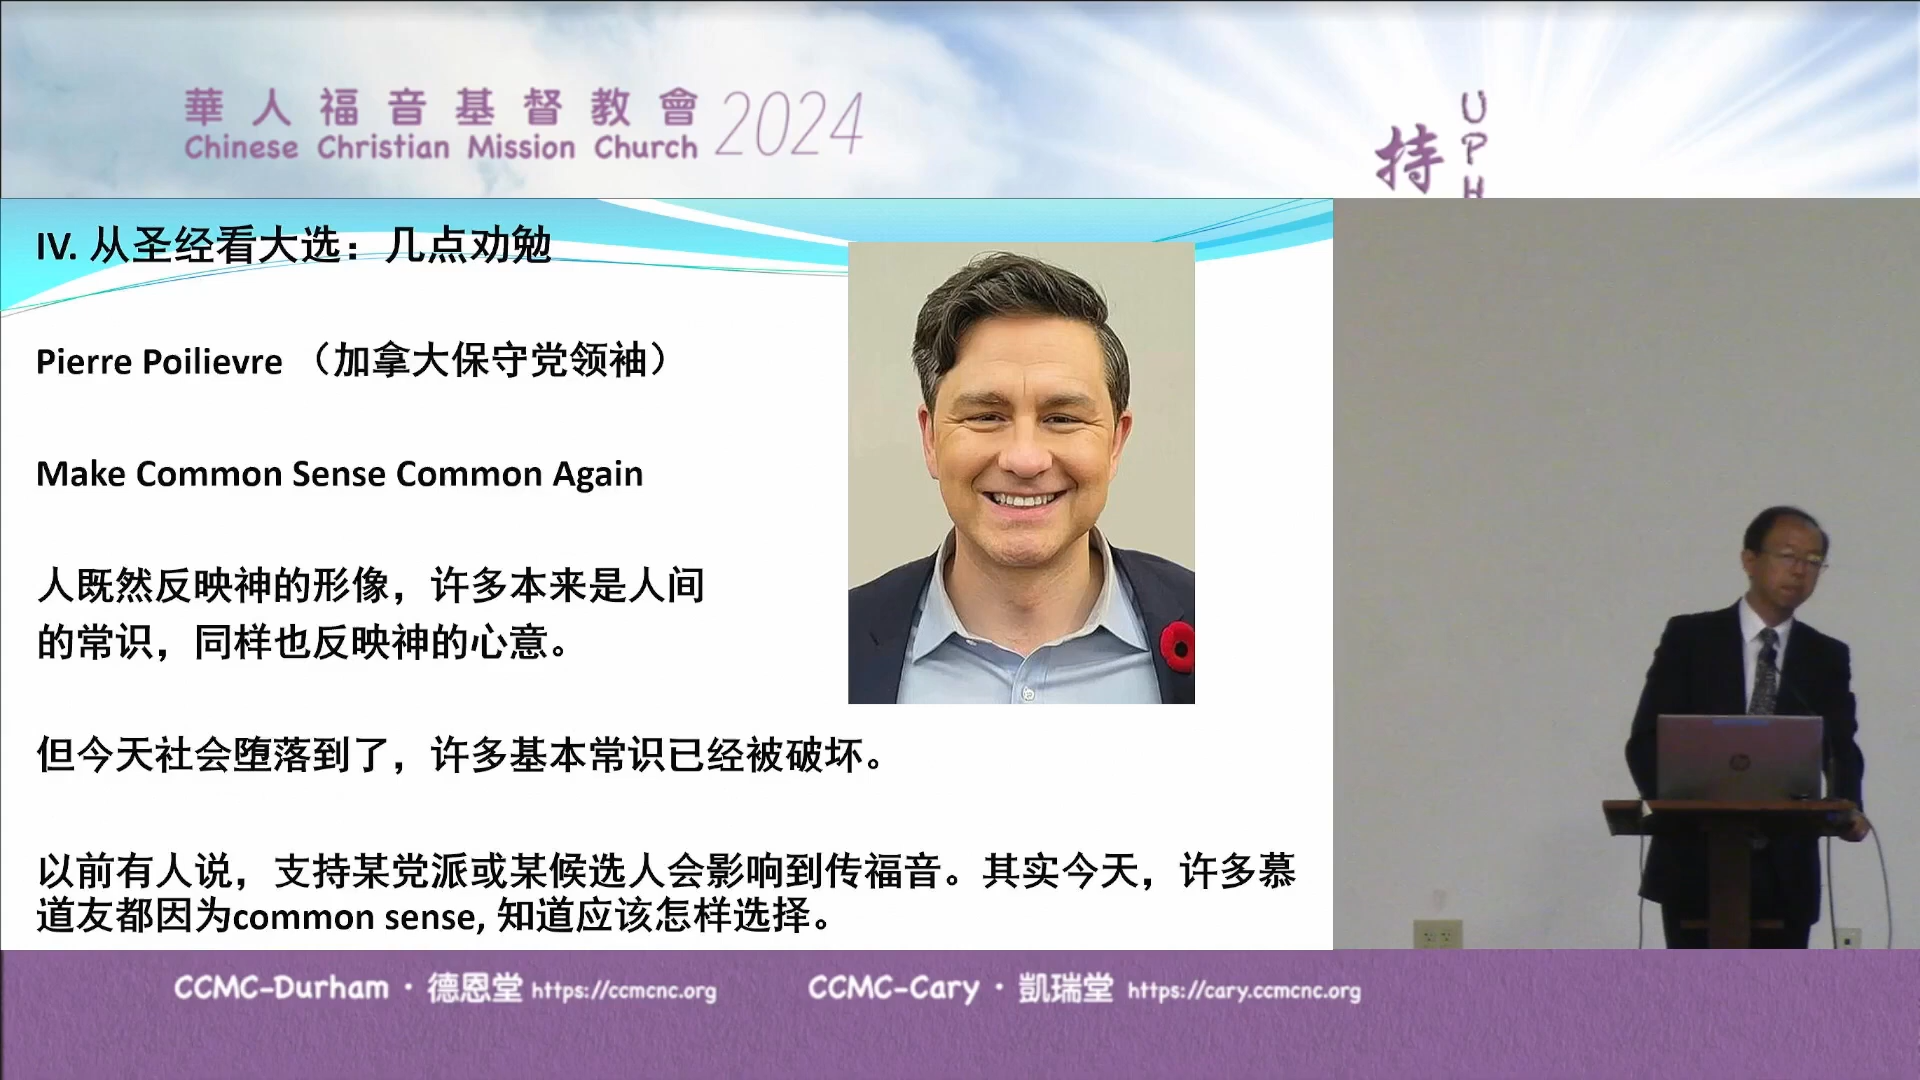 華人福音基督教會 2024
Chinese Christian Mission Church
持
UPH
IV. 从圣经看大选：几点劝勉
Pierre Poilievre （加拿大保守党领袖）
Make Common Sense Common Again
人既然反映神的形像，许多本来是人间
的常识，同样也反映神的心意。
但今天社会堕落到了，许多基本常识已经被破坏。
以前有人说，支持某党派或某候选人会影响到传福音。其实今天，许多慕
道友都因为common sense, 知道应该怎样选择。
hp
CCMC-Durham · 德恩堂 https://ccmcnc.org
CCMC-Cary · 凱瑞堂 https://cary.ccmcnc.org